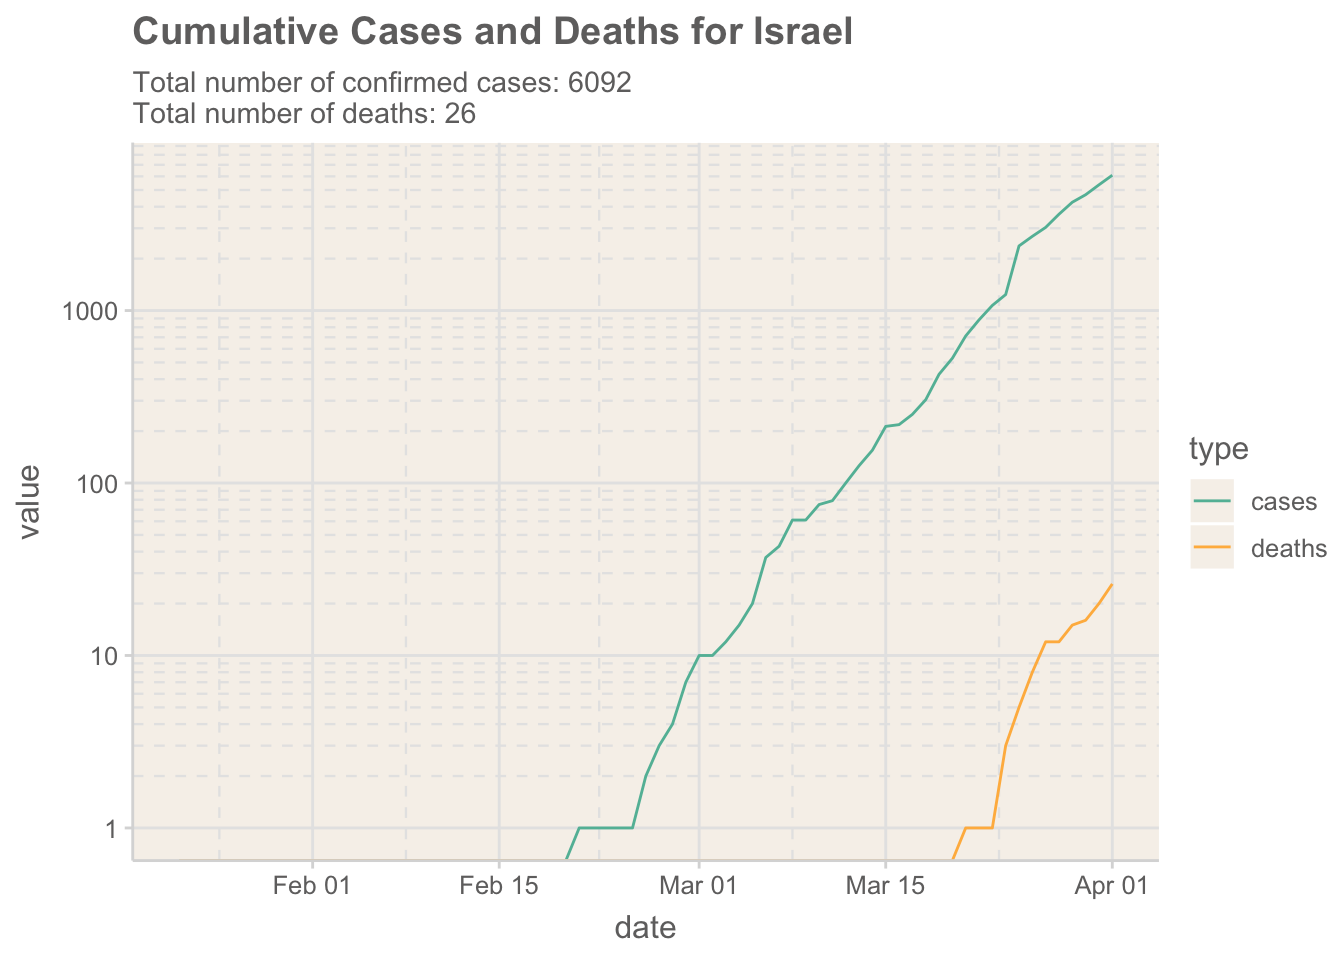 Cumulative Cases and Deaths for Israel
Total number of confirmed cases: 6092
Total number of deaths: 26
value
1000
100
10
1
Feb 01
Feb 15
Mar 01
Mar 15
Apr 01
date
type
cases
deaths